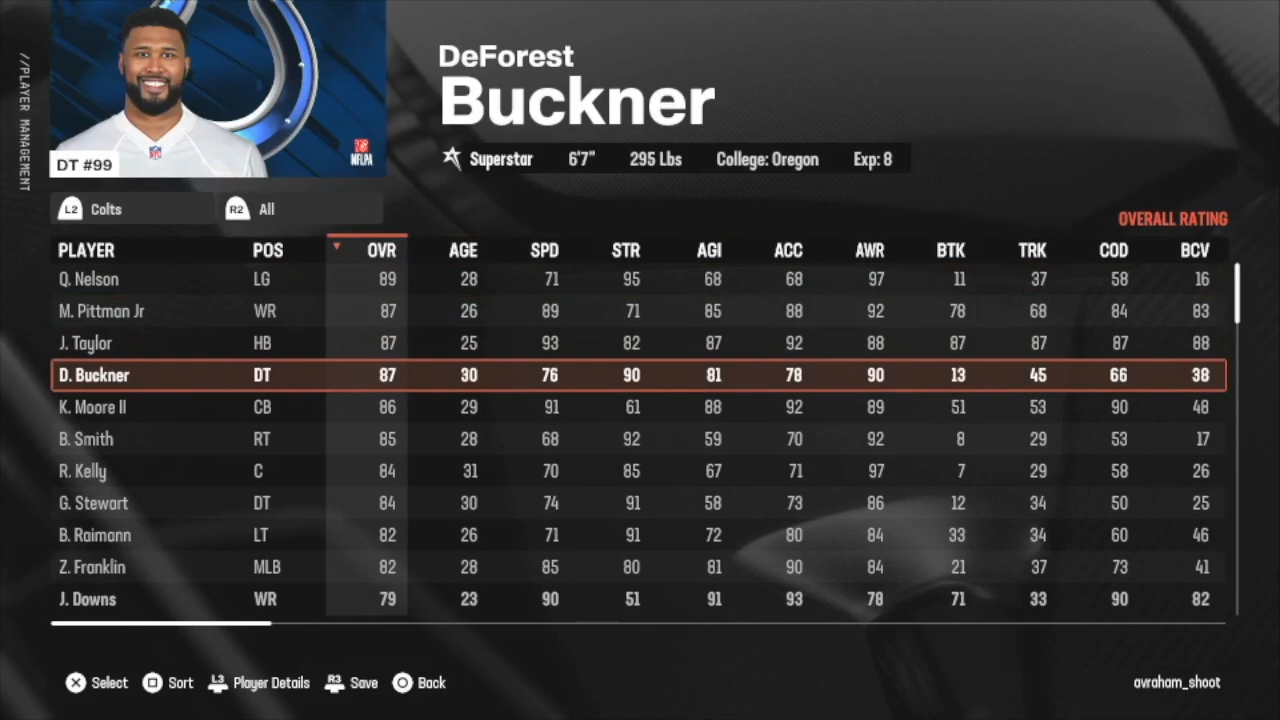 //PLAYER MANAGEMENT
DT #99
NFL
NFLPA
DeForest
Buckner
Superstar 6'7" 295 Lbs College: Oregon Exp: 8
L2 Colts R2 All
OVERALL RATING
PLAYER POS OVR AGE SPD STR AGI ACC AWR BTK TRK COD BCV
Q. Nelson LG 89 28 71 95 68 68 97 11 37 58 16
M. Pittman Jr WR 87 26 89 71 85 88 92 78 68 84 83
J. Taylor HB 87 25 93 82 87 92 88 87 87 87 88
D. Buckner DT 87 30 76 90 81 78 90 13 45 66 38
K. Moore II CB 86 29 91 61 88 92 89 51 53 90 48
B. Smith RT 85 28 68 92 59 70 92 8 29 53 17
R. Kelly C 84 31 70 85 67 71 97 7 29 58 26
G. Stewart DT 84 30 74 91 58 73 86 12 34 50 25
B. Raimann LT 82 26 71 91 72 80 84 33 34 60 46
Z. Franklin MLB 82 28 85 80 81 90 84 21 37 73 41
J. Downs WR 79 23 90 51 91 93 78 71 33 90 82
Select Sort L3 Player Details R3 Save Back
avraham_shoot